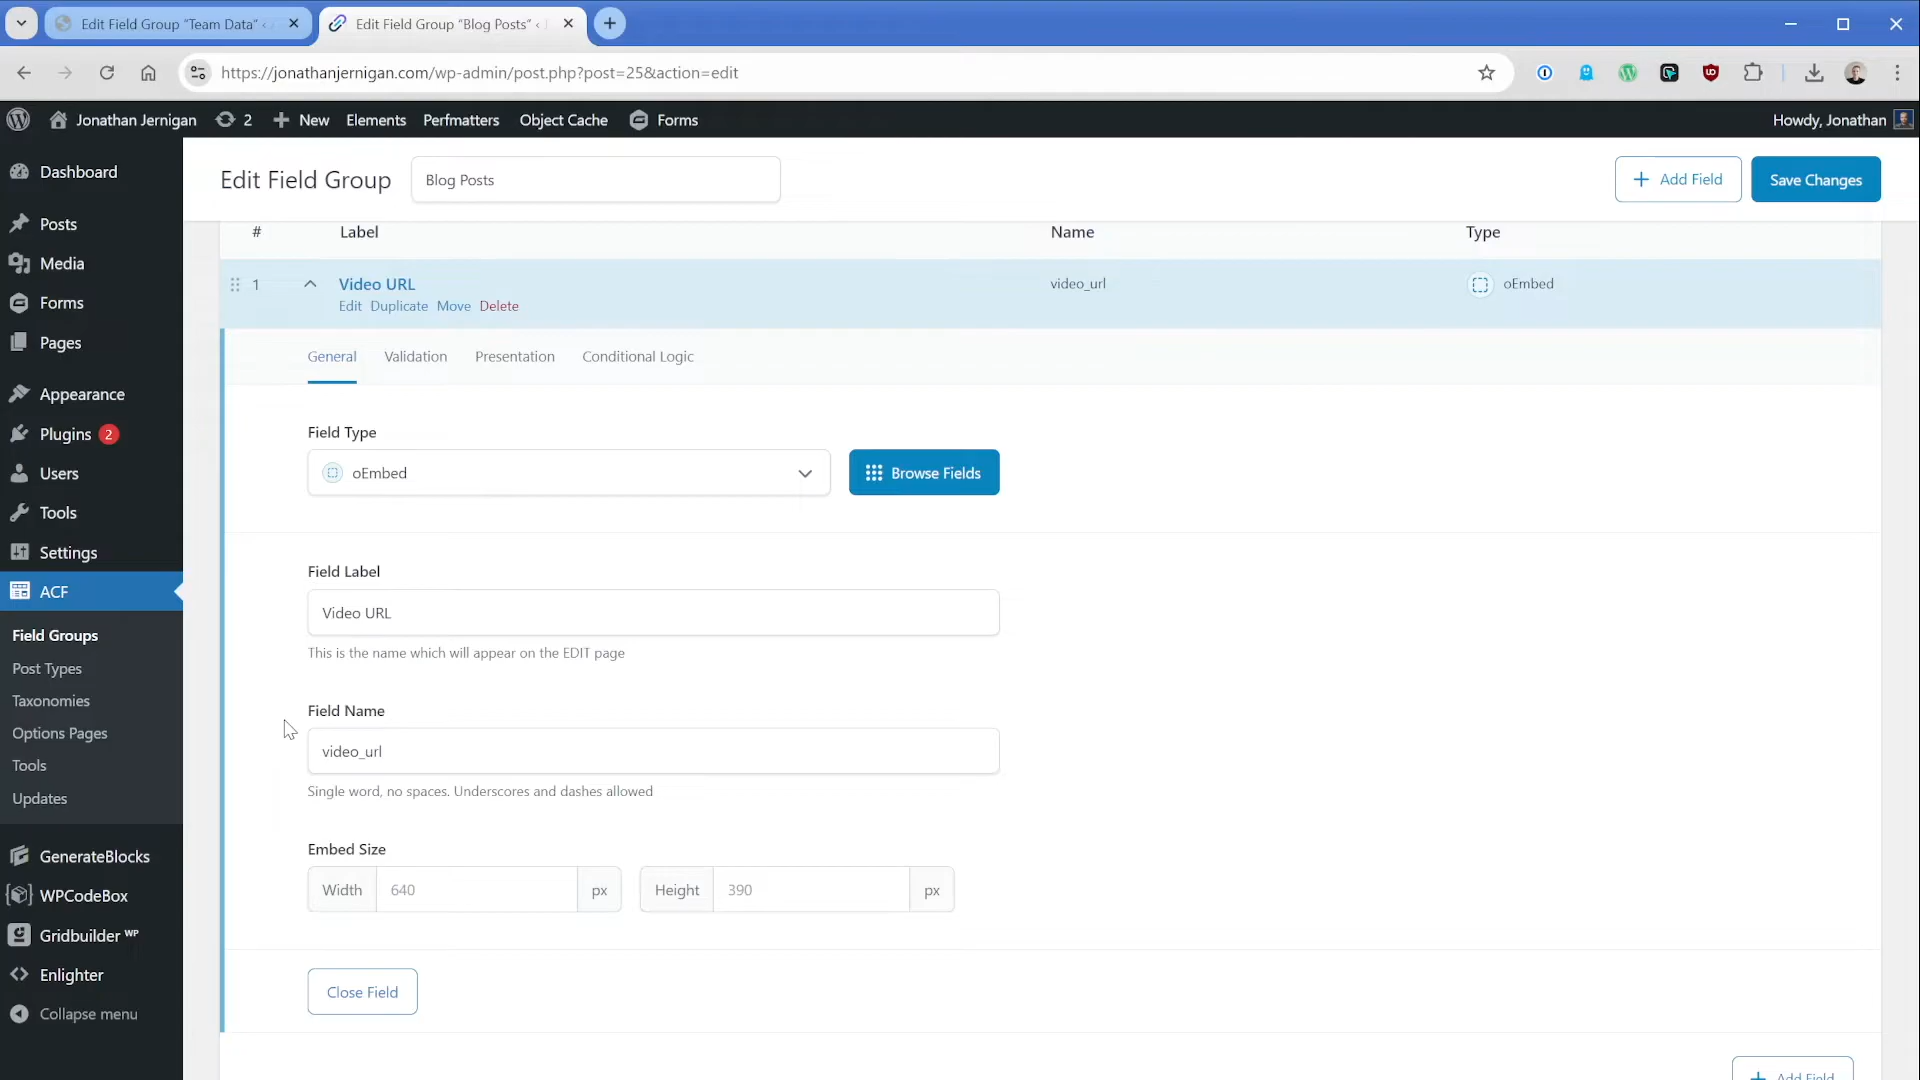 Edit Field Group "Team Data" ‹
Edit Field Group "Blog Posts" ‹
https://jonathanjernigan.com/wp-admin/post.php?post=25&action=edit
Jonathan Jernigan
2
New
Elements
Perfmatters
Object Cache
Forms
Howdy, Jonathan
Dashboard
Posts
Media
Forms
Pages
Appearance
Plugins 2
Users
Tools
Settings
ACF
Field Groups
Post Types
Taxonomies
Options Pages
Tools
Updates
GenerateBlocks
WPCodeBox
Gridbuilder WP
Enlighter
Collapse menu
Edit Field Group
Blog Posts
Add Field
Save Changes
# Label Name Type
1 Video URL video_url oEmbed
Edit Duplicate Move Delete
General Validation Presentation Conditional Logic
Field Type
oEmbed
Browse Fields
Field Label
Video URL
This is the name which will appear on the EDIT page
Field Name
video_url
Single word, no spaces. Underscores and dashes allowed
Embed Size
Width 640 px Height 390 px
Close Field
Add Field